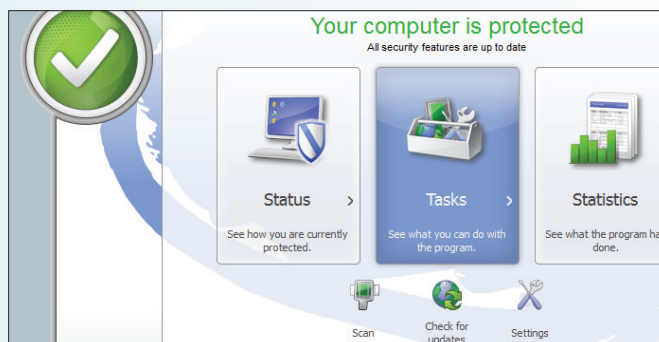 Your computer is protected
All security features are up to date
Status >
Tasks >
Statistics
See how you are currently
protected.
See what you can do with
the program.
See what the program ha
done.
Scan
Check for
updates
Settings